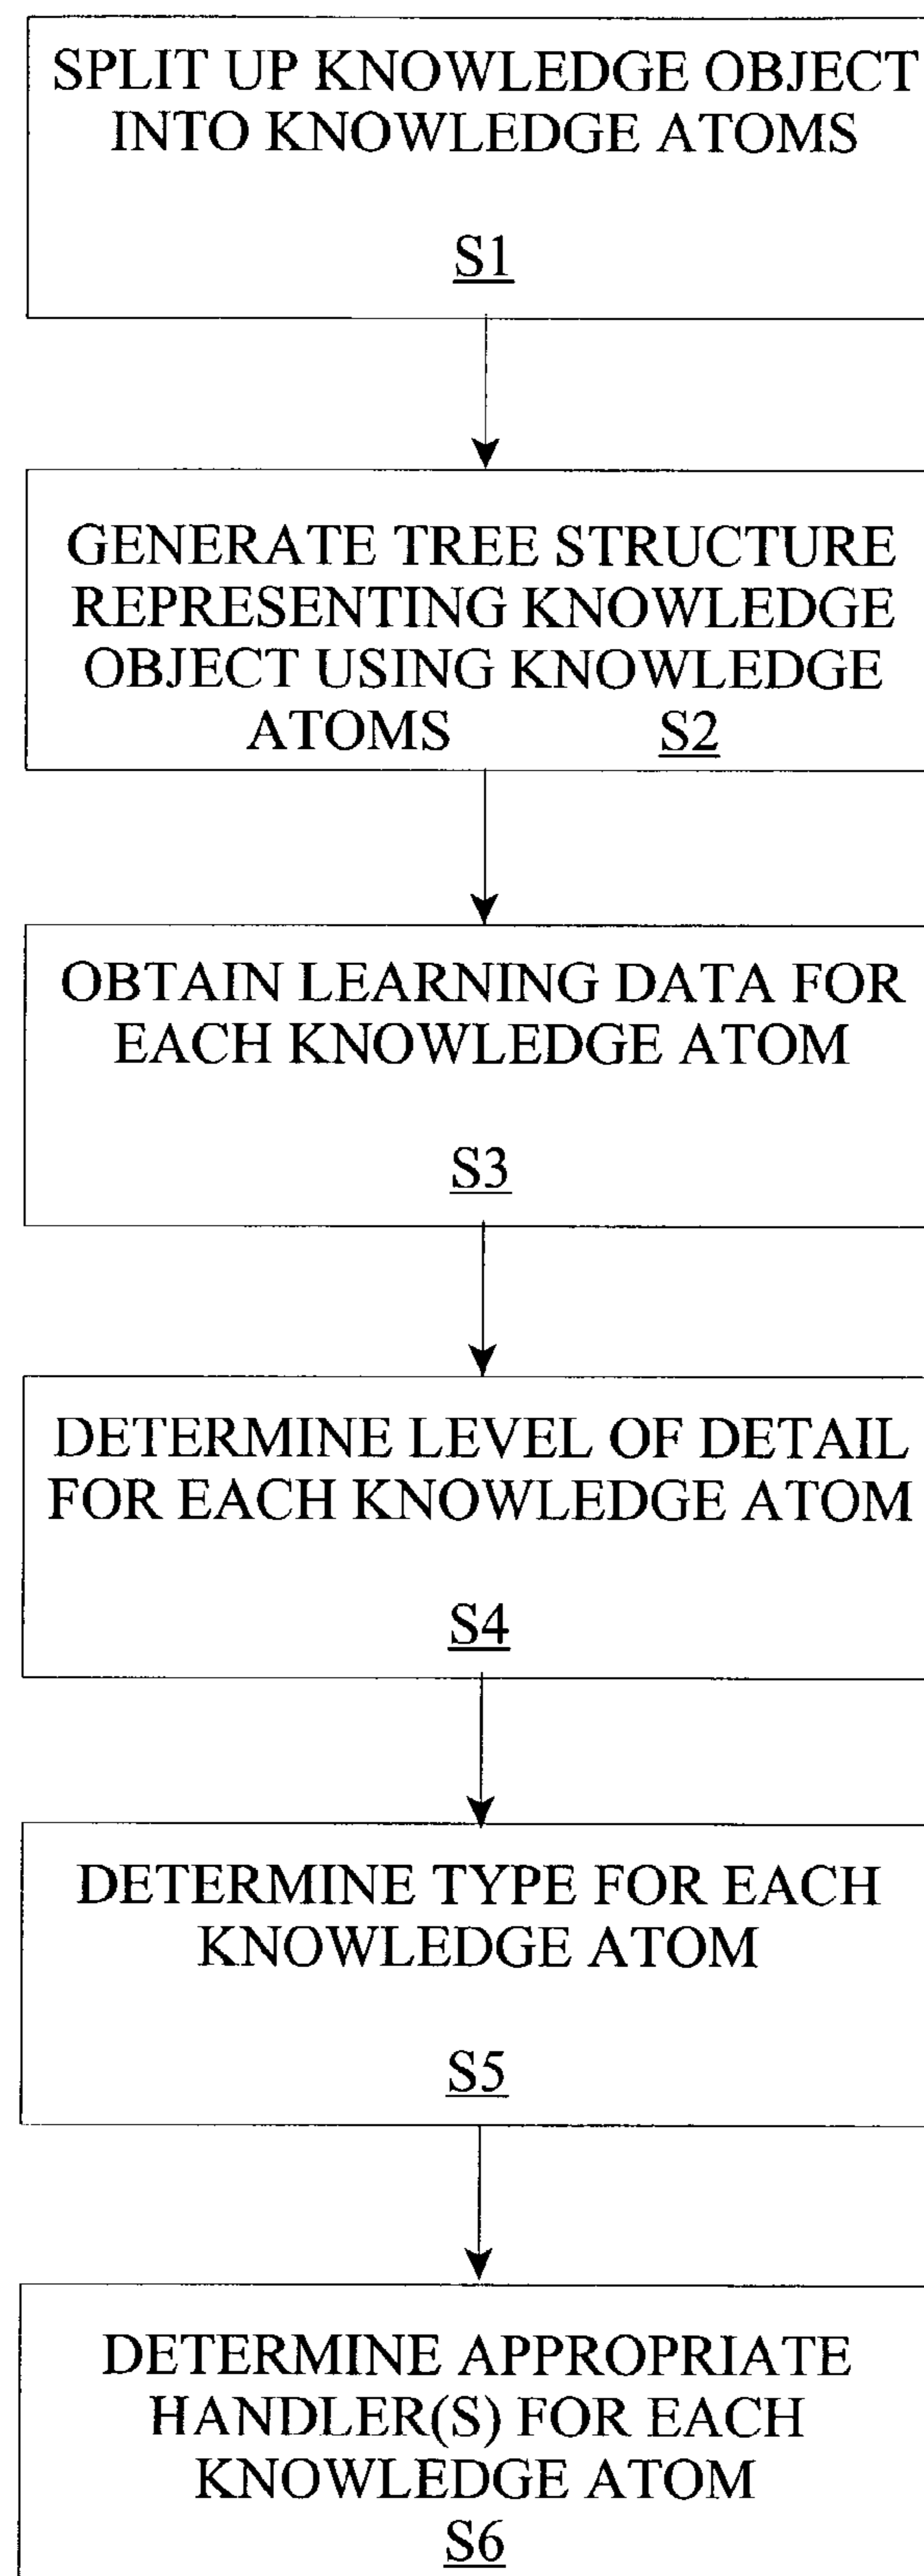 SPLIT UP KNOWLEDGE OBJECT
INTO KNOWLEDGE ATOMS
S1
GENERATE TREE STRUCTURE
REPRESENTING KNOWLEDGE
OBJECT USING KNOWLEDGE
ATOMS S2
OBTAIN LEARNING DATA FOR
EACH KNOWLEDGE ATOM
S3
DETERMINE LEVEL OF DETAIL
FOR EACH KNOWLEDGE ATOM
S4
DETERMINE TYPE FOR EACH
KNOWLEDGE ATOM
S5
DETERMINE APPROPRIATE
HANDLER(S) FOR EACH
KNOWLEDGE ATOM
S6